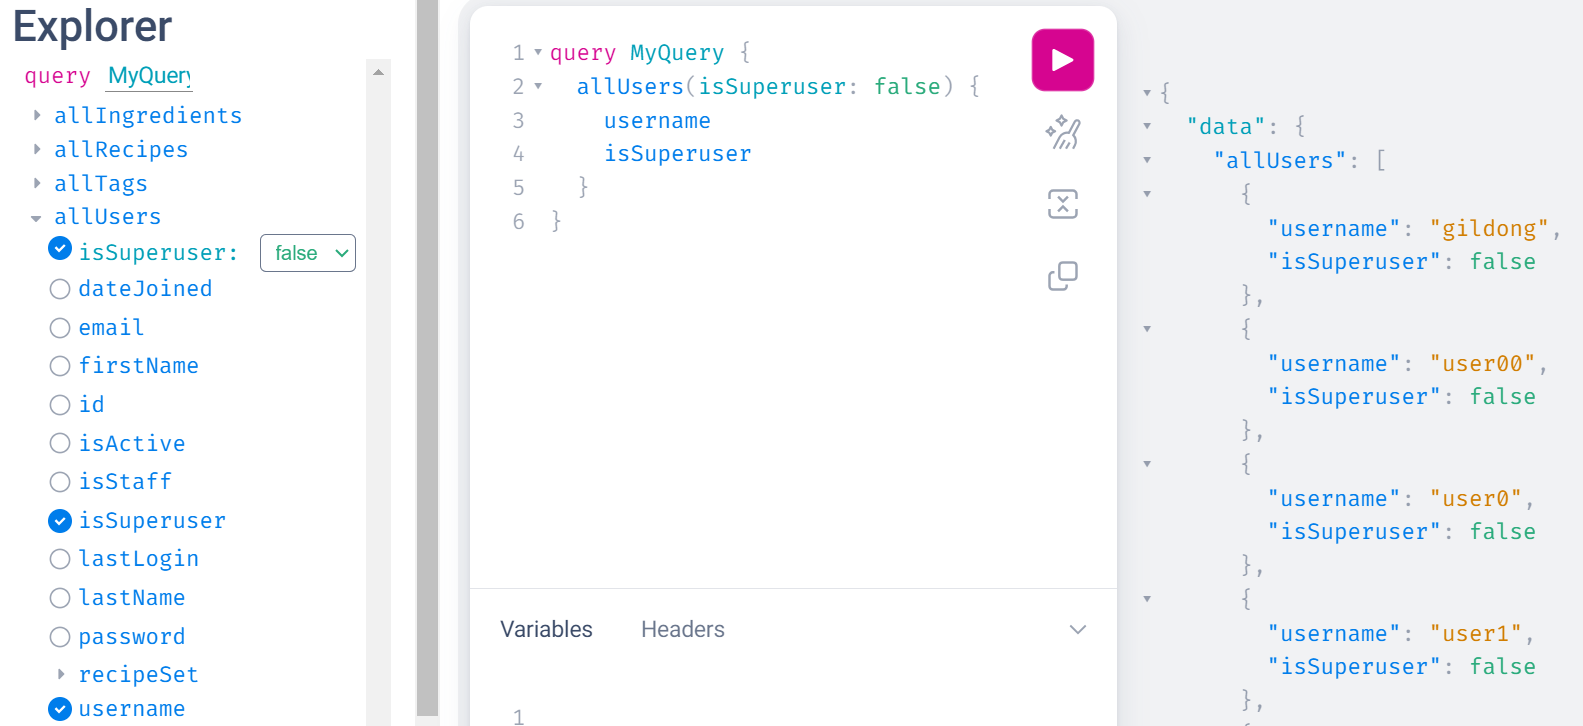 Explorer
query MyQuery
allIngredients
allRecipes
allTags
allUsers
isSuperuser: false
dateJoined
email
firstName
id
isActive
isStaff
isSuperuser
lastLogin
lastName
password
recipeSet
username
1 query MyQuery {
2 allUsers(isSuperuser: false) {
3 username
4 isSuperuser
5 }
6 }
Variables Headers
1
{
"data": {
"allUsers": [
{
"username": "gildong",
"isSuperuser": false
},
{
"username": "user00",
"isSuperuser": false
},
{
"username": "user0",
"isSuperuser": false
},
{
"username": "user1",
"isSuperuser": false
},